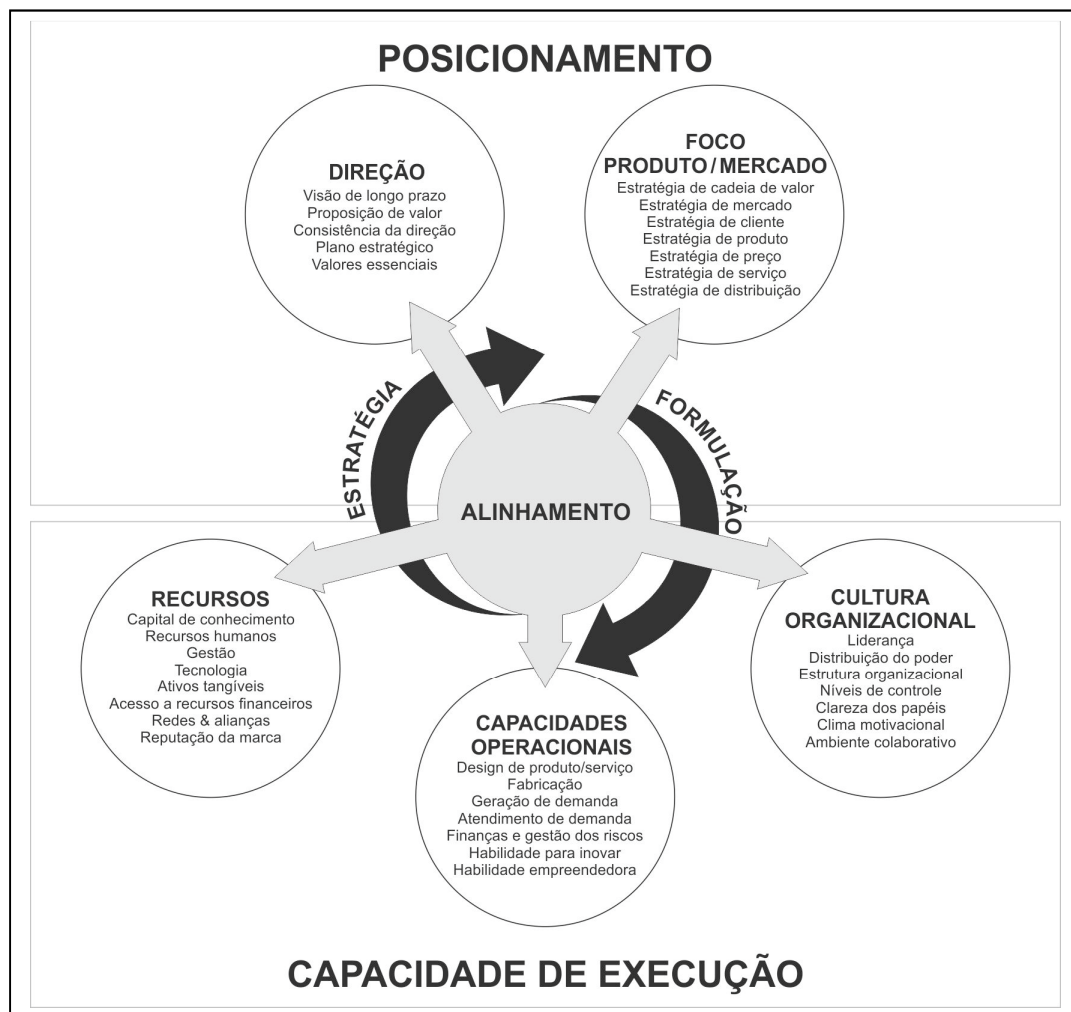 POSICIONAMENTO
DIREÇÃO
Visão de longo prazo
Proposição de valor
Consistência da direção
Plano estratégico
Valores essenciais
FOCO
PRODUTO / MERCADO
Estratégia de cadeia de valor
Estratégia de mercado
Estratégia de cliente
Estratégia de produto
Estratégia de preço
Estratégia de serviço
Estratégia de distribuição
ESTRATÉGIA
FORMULAÇÃO
ALINHAMENTO
RECURSOS
Capital de conhecimento
Recursos humanos
Gestão
Tecnologia
Ativos tangíveis
Acesso a recursos financeiros
Redes & alianças
Reputação da marca
CAPACIDADES
OPERACIONAIS
Design de produto/serviço
Fabricação
Geração de demanda
Atendimento de demanda
Finanças e gestão dos riscos
Habilidade para inovar
Habilidade empreendedora
CULTURA
ORGANIZACIONAL
Liderança
Distribuição do poder
Estrutura organizacional
Níveis de controle
Clareza dos papéis
Clima motivacional
Ambiente colaborativo
CAPACIDADE DE EXECUÇÃO